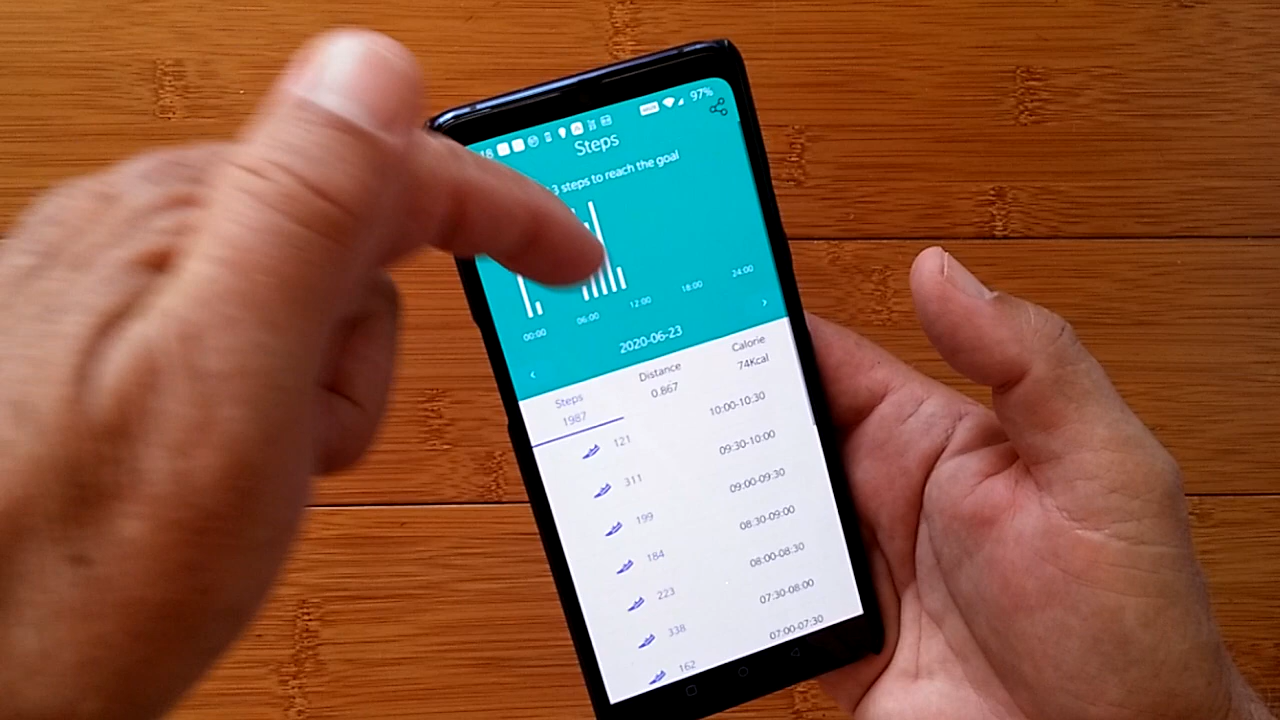 18 97%
Steps
3 steps to reach the goal
00:00 06:00 12:00 18:00 24:00
‹ 2020-06-23 ›
Steps Distance Calorie
1987 0.867 74Kcal
121 10:00-10:30
311 09:30-10:00
199 09:00-09:30
184 08:30-09:00
223 08:00-08:30
338 07:30-08:00
162 07:00-07:30